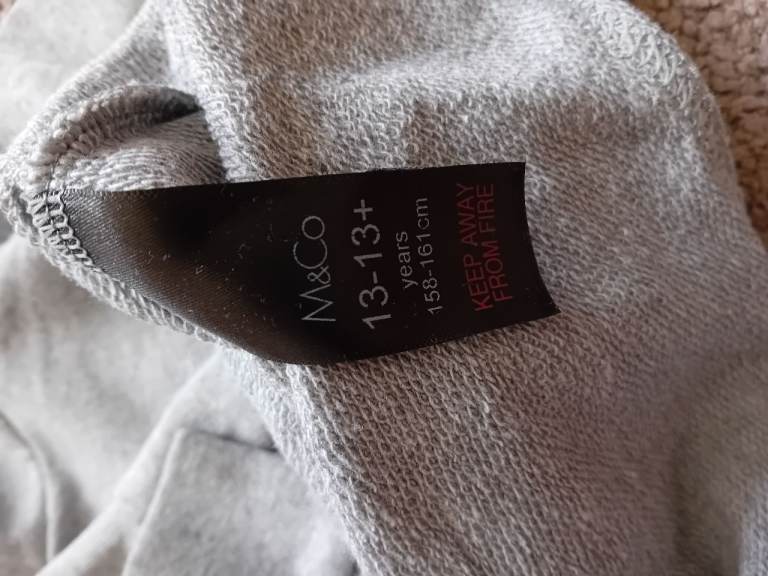 M&Co
13-13+
years
158-161cm
KEEP AWAY
FROM FIRE